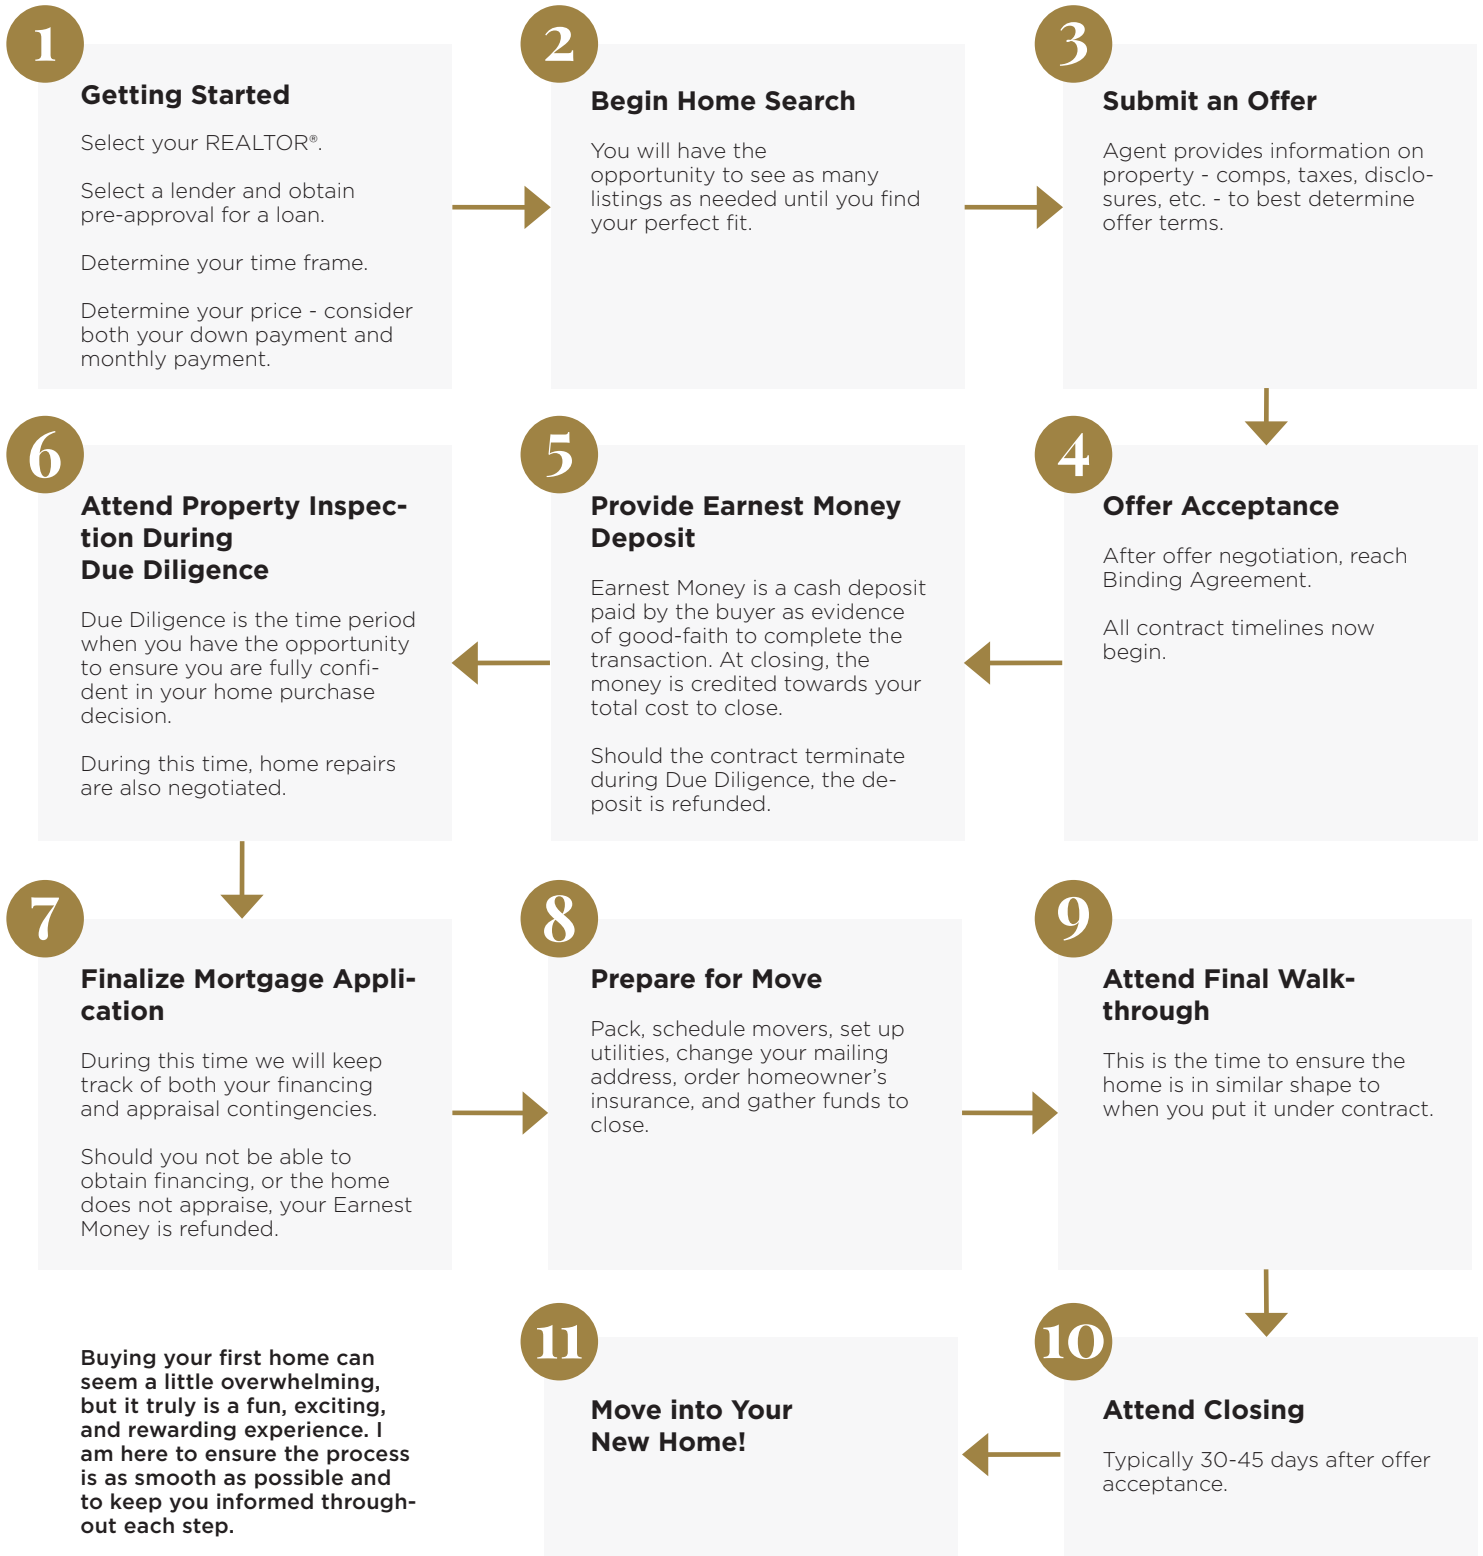 1
Getting Started
Select your REALTOR®.
Select a lender and obtain
pre-approval for a loan.
Determine your time frame.
Determine your price - consider
both your down payment and
monthly payment.
2
Begin Home Search
You will have the
opportunity to see as many
listings as needed until you find
your perfect fit.
3
Submit an Offer
Agent provides information on
property - comps, taxes, disclo-
sures, etc. - to best determine
offer terms.
4
Offer Acceptance
After offer negotiation, reach
Binding Agreement.
All contract timelines now
begin.
5
Provide Earnest Money
Deposit
Earnest Money is a cash deposit
paid by the buyer as evidence
of good-faith to complete the
transaction. At closing, the
money is credited towards your
total cost to close.
Should the contract terminate
during Due Diligence, the de-
posit is refunded.
6
Attend Property Inspec-
tion During
Due Diligence
Due Diligence is the time period
when you have the opportunity
to ensure you are fully confi-
dent in your home purchase
decision.
During this time, home repairs
are also negotiated.
7
Finalize Mortgage Appli-
cation
During this time we will keep
track of both your financing
and appraisal contingencies.
Should you not be able to
obtain financing, or the home
does not appraise, your Earnest
Money is refunded.
8
Prepare for Move
Pack, schedule movers, set up
utilities, change your mailing
address, order homeowner’s
insurance, and gather funds to
close.
9
Attend Final Walk-
through
This is the time to ensure the
home is in similar shape to
when you put it under contract.
10
Attend Closing
Typically 30-45 days after offer
acceptance.
11
Move into Your
New Home!
Buying your first home can
seem a little overwhelming,
but it truly is a fun, exciting,
and rewarding experience. I
am here to ensure the process
is as smooth as possible and
to keep you informed through-
out each step.